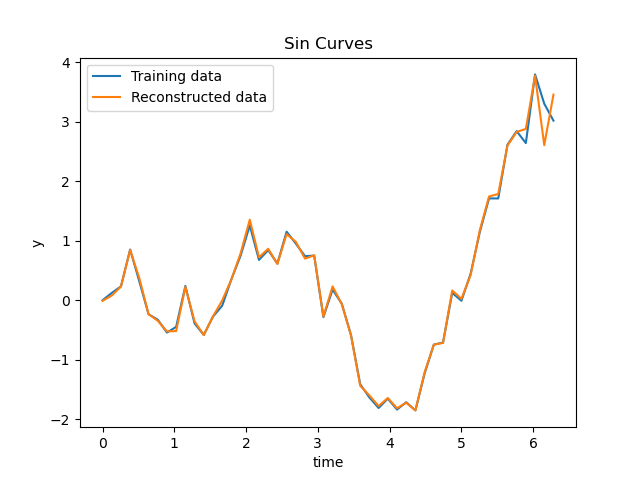 Sin Curves
Training data
Reconstructed data
4
3
2
1
0
−1
−2
y
0 1 2 3 4 5 6
time